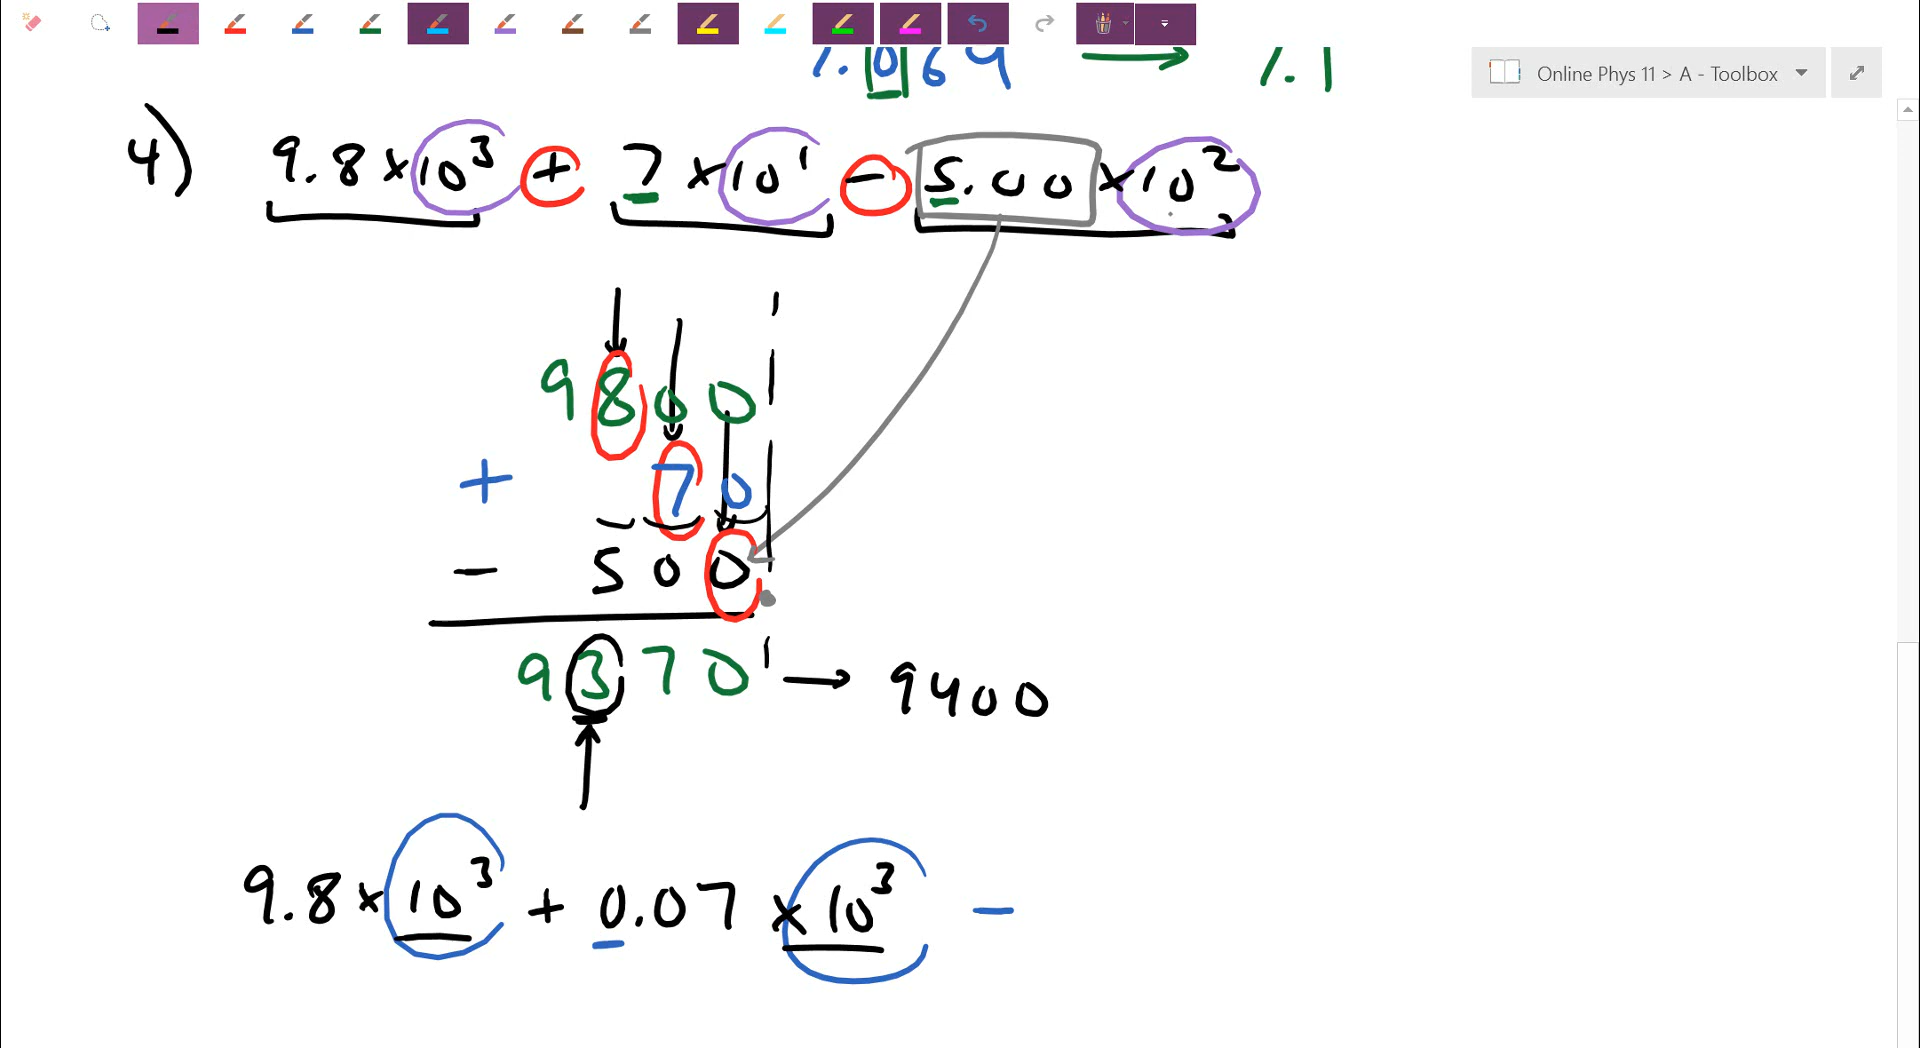 1.064 → 1.1
Online Phys 11 > A - Toolbox
4) 9.8 × 10³ + 7 × 10¹ - 5.00 × 10²
9800
+ 70
- 500
9370 → 9400
9.8 × 10³ + 0.07 × 10³ -